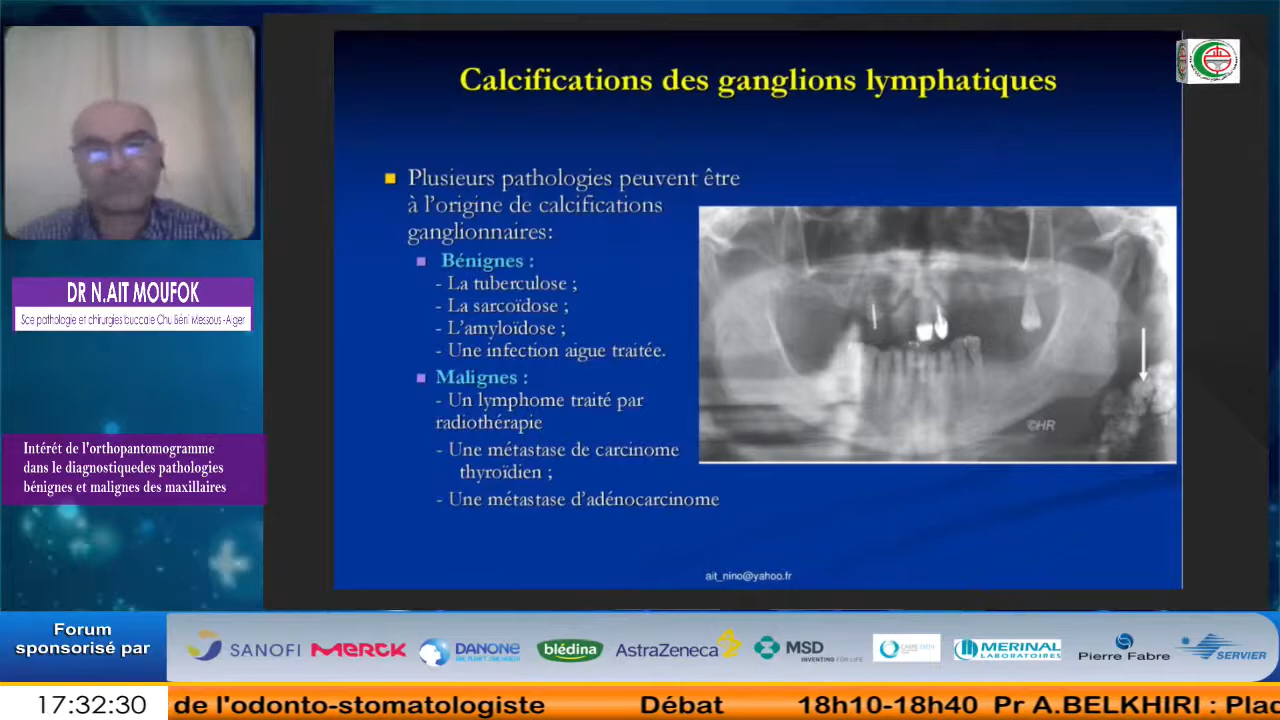 Calcifications des ganglions lymphatiques
Plusieurs pathologies peuvent être
à l'origine de calcifications
ganglionnaires:
Bénignes :
- La tuberculose ;
- La sarcoïdose ;
- L'amyloïdose ;
- Une infection aigue traitée.
Malignes :
- Un lymphome traité par
radiothérapie
- Une métastase de carcinome
thyroïdien ;
- Une métastase d'adénocarcinome
©HR
ait_nino@yahoo.fr
DR N.AIT MOUFOK
Sce pathologie et chirurgies buccale Chu Béni Messous -Alger
Intérêt de l'orthopantomogramme
dans le diagnostiquedes pathologies
bénignes et malignes des maxillaires
Forum
sponsorisé par
SANOFI
MERCK
DANONE
ONE PLANET. ONE HEALTH
blédina
AstraZeneca
MSD
INVENTING FOR LIFE
MERINAL
LABORATOIRES
Pierre Fabre
SERVIER
17:32:30
de l'odonto-stomatologiste Débat 18h10-18h40 Pr A.BELKHIRI : Plac